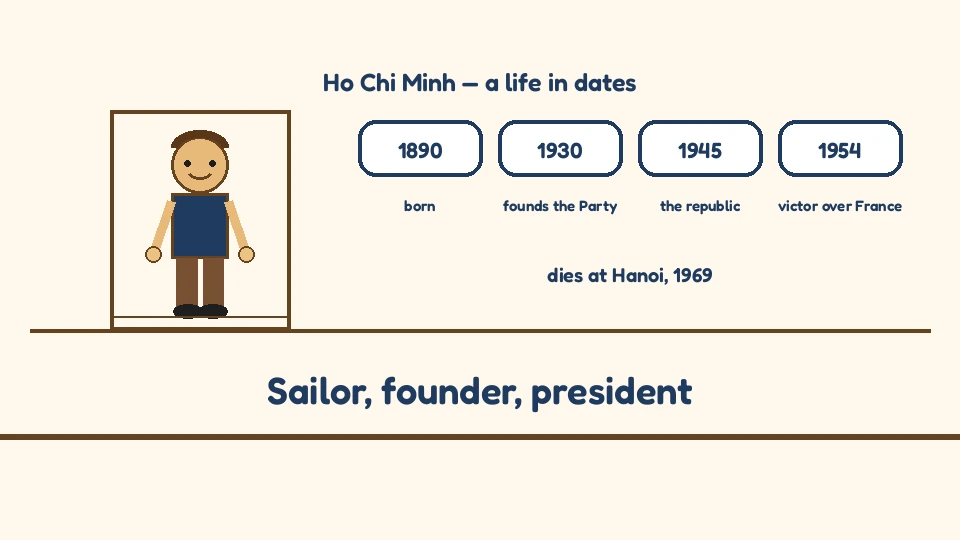 Ho Chi Minh — a life in dates
1890 1930 1945 1954
born founds the Party the republic victor over France
dies at Hanoi, 1969
Sailor, founder, president